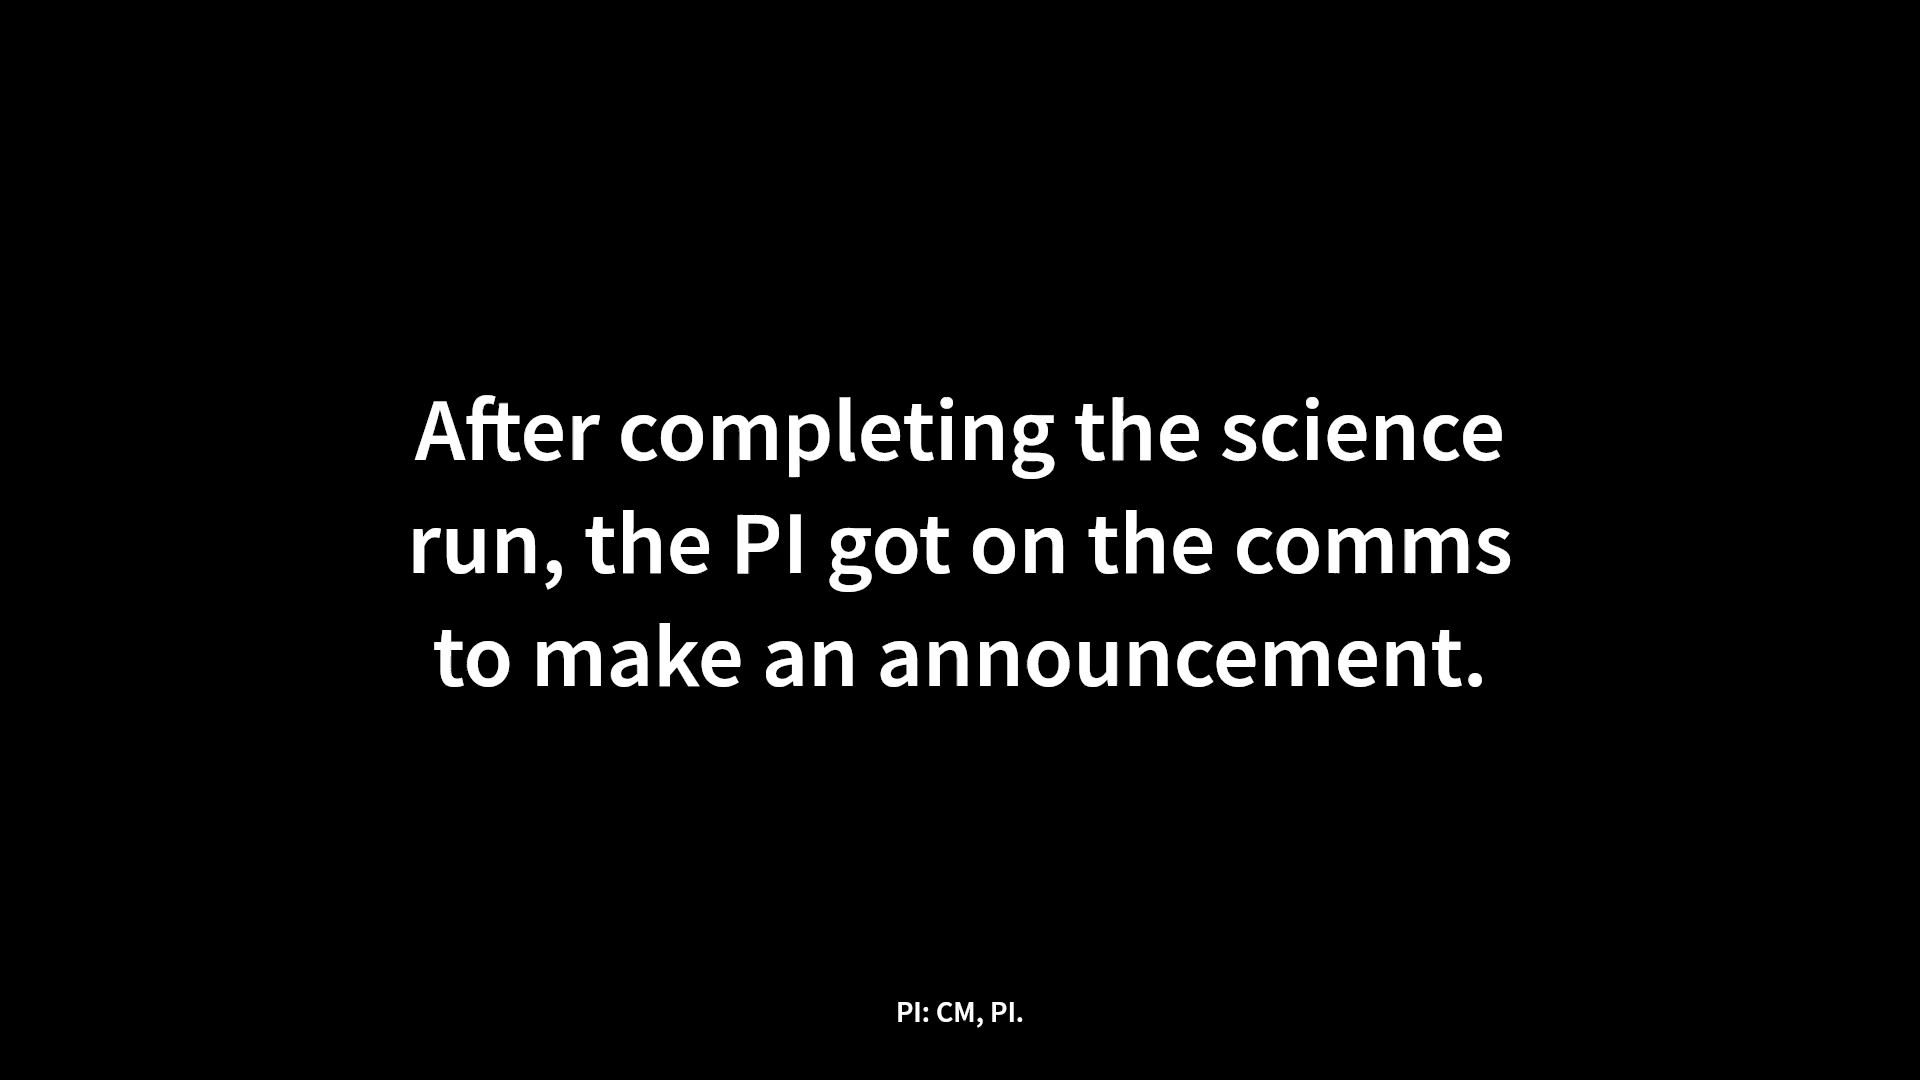 After completing the science
run, the PI got on the comms
to make an announcement.
PI: CM, PI.